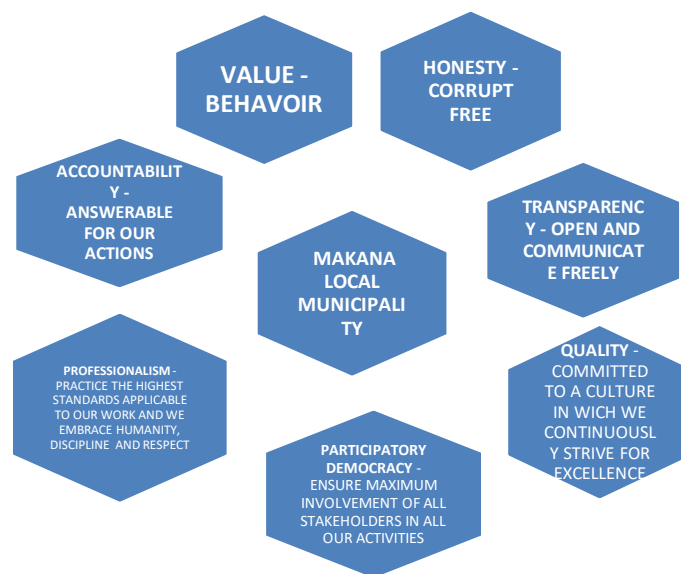 VALUE -
BEHAVOIR
HONESTY -
CORRUPT
FREE
ACCOUNTABILIT
Y -
ANSWERABLE
FOR OUR
ACTIONS
TRANSPARENC
Y - OPEN AND
COMMUNICAT
E FREELY
MAKANA
LOCAL
MUNICIPALI
TY
PROFESSIONALISM -
PRACTICE THE HIGHEST
STANDARDS APPLICABLE
TO OUR WORK AND WE
EMBRACE HUMANITY,
DISCIPLINE AND RESPECT
QUALITY -
COMMITTED
TO A CULTURE
IN WICH WE
CONTINUOUSL
Y STRIVE FOR
EXCELLENCE
PARTICIPATORY
DEMOCRACY -
ENSURE MAXIMUM
INVOLVEMENT OF ALL
STAKEHOLDERS IN ALL
OUR ACTIVITIES